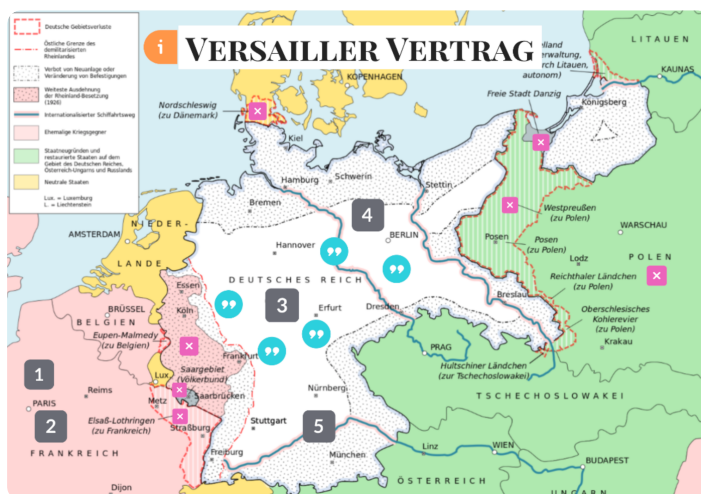 VERSAILLER VERTRAG
i
Deutsche Gebietsverluste
Östliche Grenze des
demilitarisierten
Rheinlandes
Verbot von Neuanlage oder
Veränderung von Befestigungen
Weiteste Ausdehnung
der Rheinland-Besetzung
(1926)
Internationalisierter Schiffahrtsweg
Ehemalige Kriegsgegner
Staatneugründen und
restaurierte Staaten auf dem
Gebiet des Deutschen Reiches,
Österreich-Ungarns und Russlands
Neutrale Staaten
Lux. = Luxemburg
L. = Liechtenstein
LITAUEN
KAUNAS
elland
erwaltung,
rch Litauen,
autonom)
KOPENHAGEN
Freie Stadt Danzig
Königsberg
Nordschleswig
(zu Dänemark)
Kiel
Hamburg
Schwerin
Stettin
Bremen
4
Westpreußen
(zu Polen)
NIEDER-
LANDE
AMSTERDAM
BERLIN
WARSCHAU
Hannover
Posen
Posen
(zu Polen)
Lodz
POLEN
DEUTSCHES REICH
Reichthaler Ländchen
(zu Polen)
Essen
3
Erfurt
Dresden
Breslau
Oberschlesisches
Kohlerevier
(zu Polen)
BRÜSSEL
Köln
BELGIEN
Eupen-Malmedy
(zu Belgien)
Frankfurt
PRAG
Krakau
Hultschiner Ländchen
(zur Tschechoslowakei)
1
Saargebiet
(Völkerbund)
Lux.
Saarbrücken
Nürnberg
TSCHECHOSLOWAKEI
Reims
Metz
PARIS
2
Elsaß-Lothringen
(zu Frankreich)
Straßburg
Stuttgart
5
FRANKREICH
Freiburg
München
Linz
WIEN
BUDAPEST
ÖSTERREICH
UNGARN
Dijon